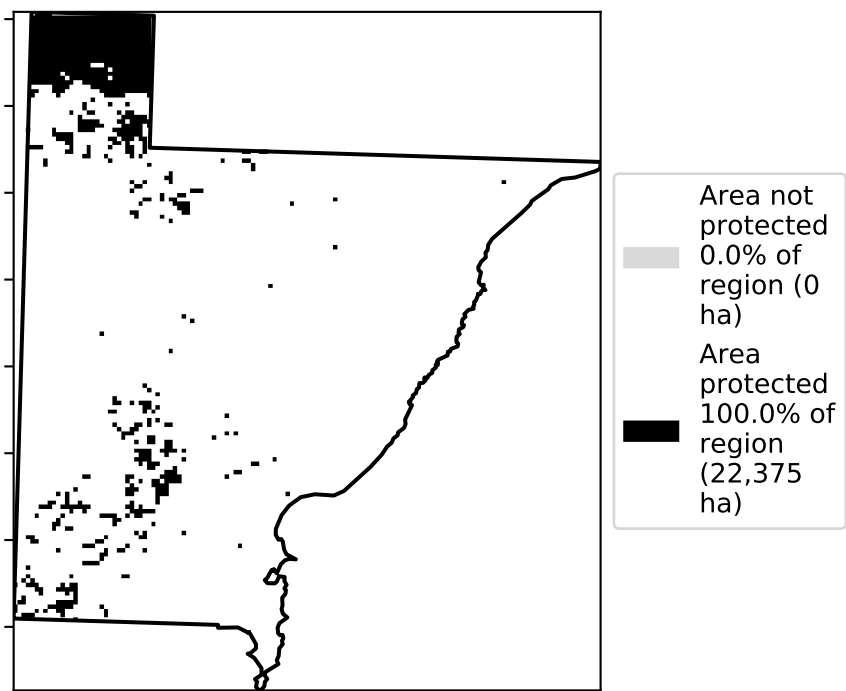 Area not
protected
0.0% of
region (0
ha)
Area
protected
100.0% of
region
(22,375
ha)